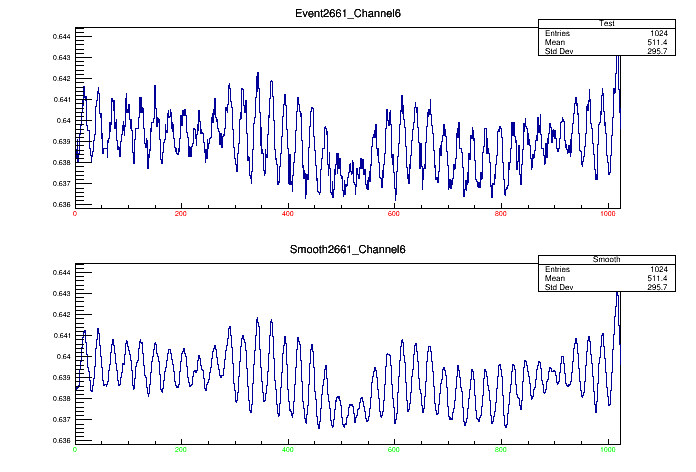 Event2661_Channel6
Test
Entries 1024
Mean 511.4
Std Dev 295.7
0.644
0.643
0.642
0.641
0.64
0.639
0.638
0.637
0.636
0 200 400 600 800 1000
Smooth2661_Channel6
Smooth
Entries 1024
Mean 511.4
Std Dev 295.7
0.644
0.643
0.642
0.641
0.64
0.639
0.638
0.637
0.636
0 200 400 600 800 1000